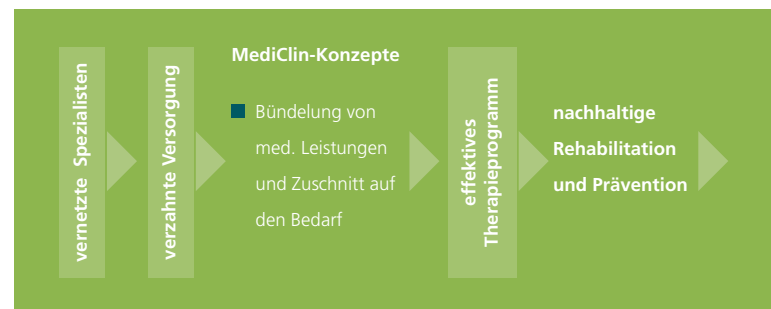 vernetzte Spezialisten
verzahnte Versorgung
MediClin-Konzepte
Bündelung von
med. Leistungen
und Zuschnitt auf
den Bedarf
effektives
Therapieprogramm
nachhaltige
Rehabilitation
und Prävention